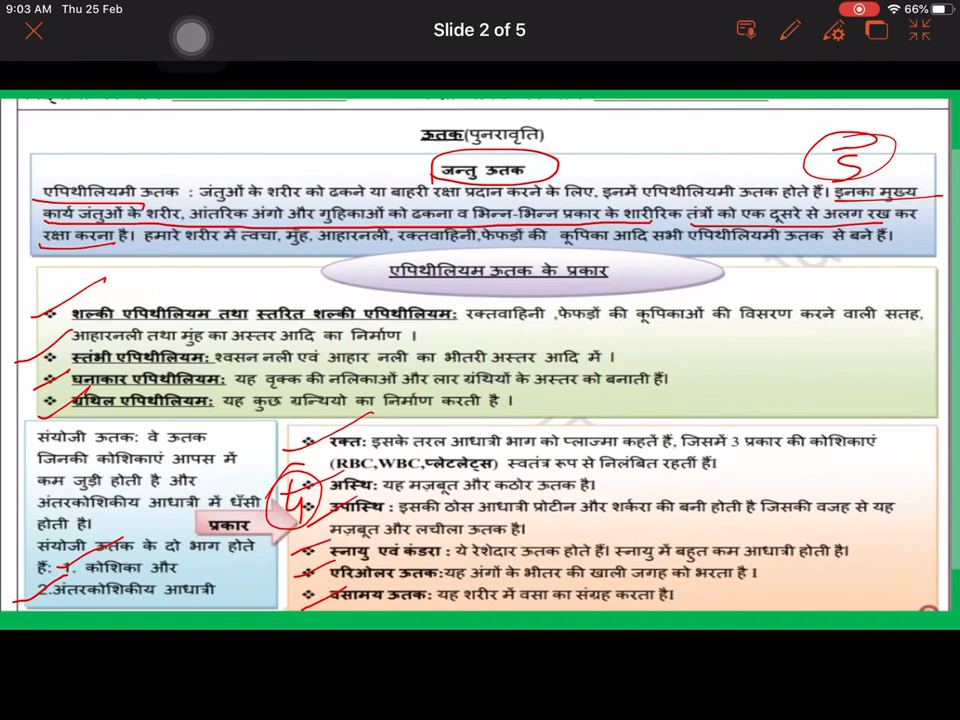 9:03 AM Thu 25 Feb
66%
Slide 2 of 5
ऊतक(पुनरावृति)
जन्तु ऊतक
5
एपिथीलियमी ऊतक : जंतुओं के शरीर को ढकने या बाहरी रक्षा प्रदान करने के लिए, इनमें एपिथीलियमी ऊतक होते हैं। इनका मुख्य
कार्य जंतुओं के शरीर, आंतरिक अंगो और गुहिकाओं को ढकना व भिन्न-भिन्न प्रकार के शारीरिक तंत्रों को एक दूसरे से अलग रख कर
रक्षा करना है। हमारे शरीर में त्वचा, मुँह, आहारनली, रक्तवाहिनी,फेफड़ों की कूपिका आदि सभी एपिथीलियमी ऊतक से बने हैं।
एपिथीलियम ऊतक के प्रकार
❖ शल्की एपिथीलियम तथा स्तरित शल्की एपिथीलियम: रक्तवाहिनी ,फेफड़ों की कूपिकाओं की विसरण करने वाली सतह,
आहारनली तथा मुंह का अस्तर आदि का निर्माण ।
❖ स्तंभी एपिथीलियम: श्वसन नली एवं आहार नली का भीतरी अस्तर आदि में ।
❖ घनाकार एपिथीलियम: यह वृक्क की नलिकाओं और लार ग्रंथियों के अस्तर को बनाती हैं।
❖ ग्रंथिल एपिथीलियम: यह कुछ ग्रन्थियो का निर्माण करती है ।
संयोजी ऊतक: वे ऊतक
जिनकी कोशिकाएं आपस में
कम जुड़ी होती है और
अंतरकोशिकीय आधात्री में धँसी
होती है।
संयोजी ऊतक के दो भाग होते
हैं: 1. कोशिका और
2.अंतरकोशिकीय आधात्री
प्रकार
❖ रक्त: इसके तरल आधात्री भाग को प्लाज्मा कहतें हैं, जिसमें 3 प्रकार की कोशिकाएं
(RBC,WBC,प्लेटलेट्स) स्वतंत्र रूप से निलंबित रहतीं हैं।
❖ अस्थि: यह मज़बूत और कठोर ऊतक है।
❖ उपास्थि: इसकी ठोस आधात्री प्रोटीन और शर्करा की बनी होती है जिसकी वजह से यह
मज़बूत और लचीला ऊतक है।
❖ स्नायु एवं कंडरा : ये रेशेदार ऊतक होते हैं। स्नायु में बहुत कम आधात्री होती है।
❖ एरिओलर ऊतक:यह अंगों के भीतर की खाली जगह को भरता है।
❖ वसामय ऊतक: यह शरीर में वसा का संग्रह करता है।